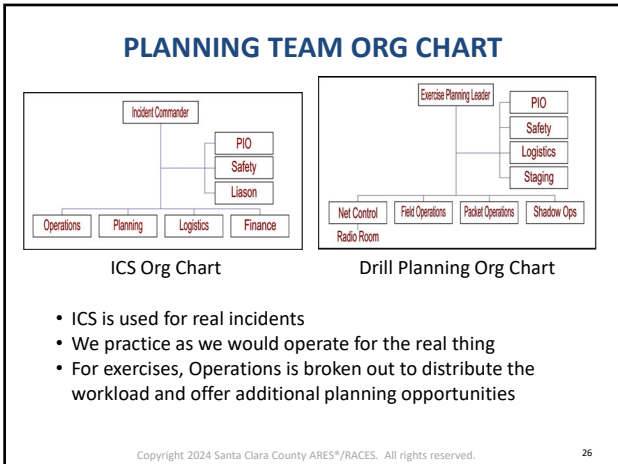 PLANNING TEAM ORG CHART
Incident Commander
PIO
Safety
Liason
Operations Planning Logistics Finance
ICS Org Chart
Exercise Planning Leader
PIO
Safety
Logistics
Staging
Net Control Field Operations Packet Operations Shadow Ops
Radio Room
Drill Planning Org Chart
• ICS is used for real incidents
• We practice as we would operate for the real thing
• For exercises, Operations is broken out to distribute the
workload and offer additional planning opportunities
Copyright 2024 Santa Clara County ARES®/RACES. All rights reserved.
26